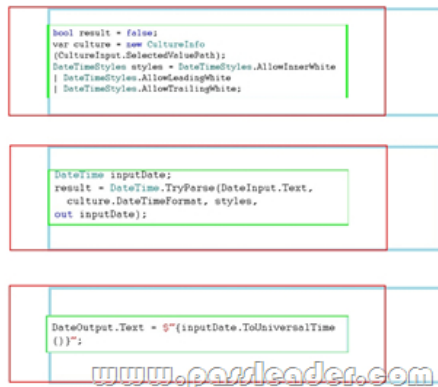 bool result = false;
var culture = new CultureInfo
(CultureInput.SelectedValuePath);
DateTimeStyles styles = DateTimeStyles.AllowInnerWhite
| DateTimeStyles.AllowLeadingWhite
| DateTimeStyles.AllowTrailingWhite;
DateTime inputDate;
result = DateTime.TryParse(DateInput.Text,
culture.DateTimeFormat, styles,
out inputDate);
DateOutput.Text = $"{inputDate.ToUniversalTime
()}";
www.passleader.com